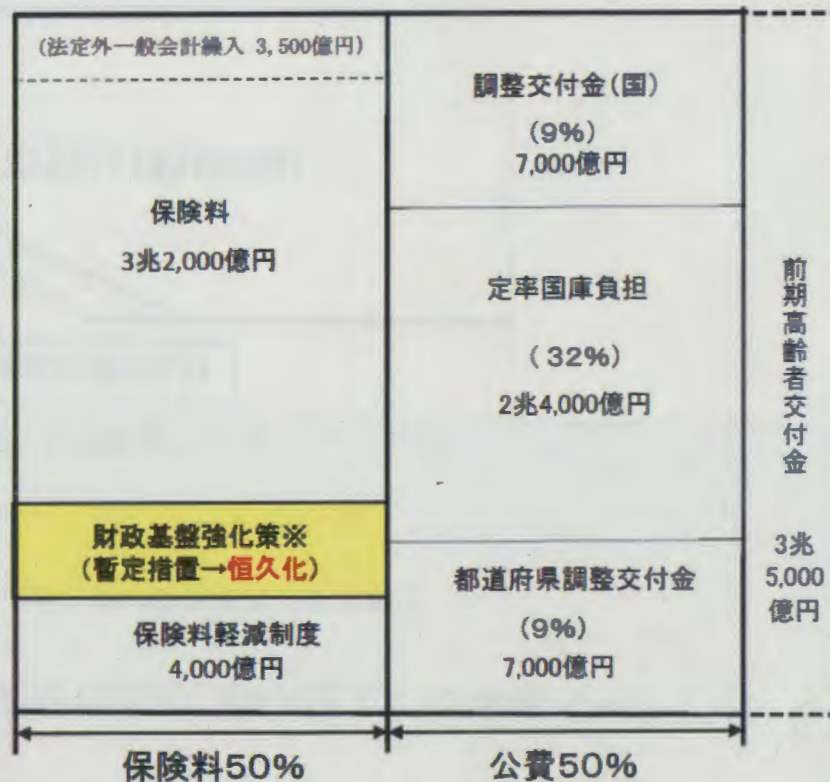 (法定外一般会計繰入 3,500億円)
保険料
3兆2,000億円
財政基盤強化策※
(暫定措置→恒久化)
保険料軽減制度
4,000億円
調整交付金(国)
(9%)
7,000億円
定率国庫負担
(32%)
2兆4,000億円
都道府県調整交付金
(9%)
7,000億円
前期高齢者交付金
3兆
5,000
億円
保険料50%
公費50%